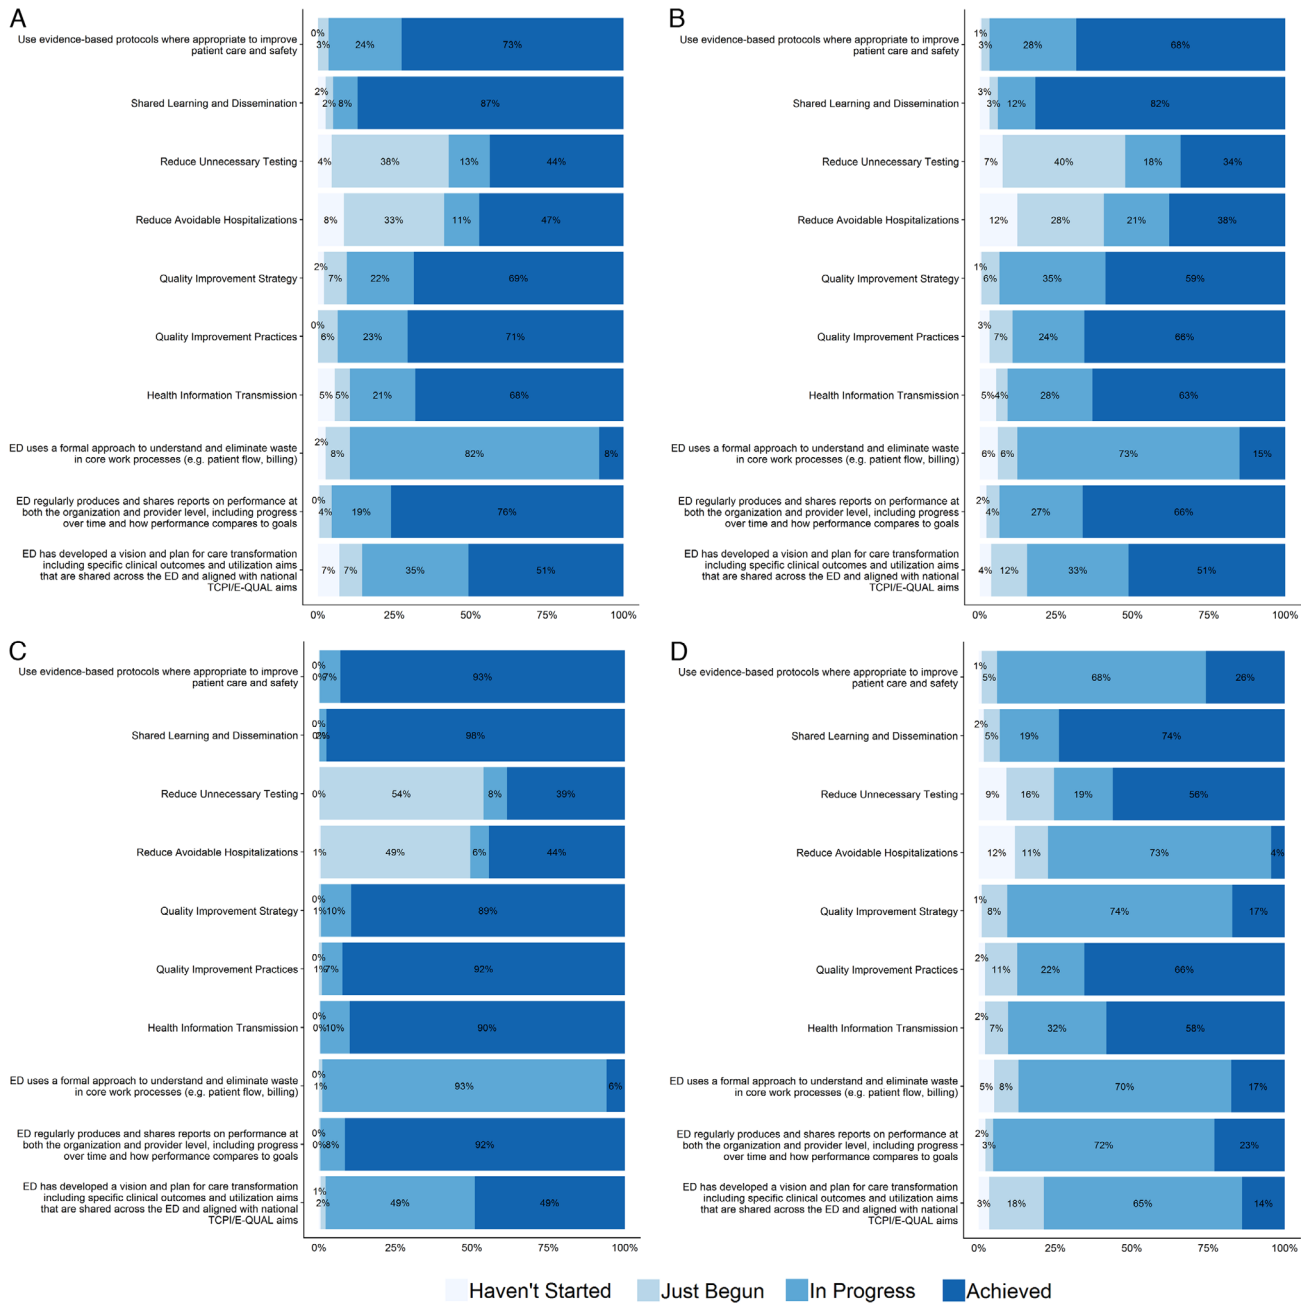 A
Use evidence-based protocols where appropriate to improve
patient care and safety
0%
3%
24%
73%
Shared Learning and Dissemination
2%
2%
8%
87%
Reduce Unnecessary Testing
4%
38%
13%
44%
Reduce Avoidable Hospitalizations
8%
33%
11%
47%
Quality Improvement Strategy
2%
7%
22%
69%
Quality Improvement Practices
0%
6%
23%
71%
Health Information Transmission
5%
5%
21%
68%
ED uses a formal approach to understand and eliminate waste
in core work processes (e.g. patient flow, billing)
2%
8%
82%
8%
ED regularly produces and shares reports on performance at
both the organization and provider level, including progress
over time and how performance compares to goals
0%
4%
19%
76%
ED has developed a vision and plan for care transformation
including specific clinical outcomes and utilization aims
that are shared across the ED and aligned with national
TCPI/E-QUAL aims
7%
7%
35%
51%
0% 25% 50% 75% 100%
B
Use evidence-based protocols where appropriate to improve
patient care and safety
1%
3%
28%
68%
Shared Learning and Dissemination
3%
3%
12%
82%
Reduce Unnecessary Testing
7%
40%
18%
34%
Reduce Avoidable Hospitalizations
12%
28%
21%
38%
Quality Improvement Strategy
1%
6%
35%
59%
Quality Improvement Practices
3%
7%
24%
66%
Health Information Transmission
5%
4%
28%
63%
ED uses a formal approach to understand and eliminate waste
in core work processes (e.g. patient flow, billing)
6%
6%
73%
15%
ED regularly produces and shares reports on performance at
both the organization and provider level, including progress
over time and how performance compares to goals
2%
4%
27%
66%
ED has developed a vision and plan for care transformation
including specific clinical outcomes and utilization aims
that are shared across the ED and aligned with national
TCPI/E-QUAL aims
4%
12%
33%
51%
0% 25% 50% 75% 100%
C
Use evidence-based protocols where appropriate to improve
patient care and safety
0%
0%
7%
93%
Shared Learning and Dissemination
0%
0%
2%
98%
Reduce Unnecessary Testing
0%
54%
8%
39%
Reduce Avoidable Hospitalizations
1%
49%
6%
44%
Quality Improvement Strategy
0%
1%
10%
89%
Quality Improvement Practices
0%
1%
7%
92%
Health Information Transmission
0%
0%
10%
90%
ED uses a formal approach to understand and eliminate waste
in core work processes (e.g. patient flow, billing)
0%
1%
93%
6%
ED regularly produces and shares reports on performance at
both the organization and provider level, including progress
over time and how performance compares to goals
0%
0%
8%
92%
ED has developed a vision and plan for care transformation
including specific clinical outcomes and utilization aims
that are shared across the ED and aligned with national
TCPI/E-QUAL aims
1%
2%
49%
49%
0% 25% 50% 75% 100%
D
Use evidence-based protocols where appropriate to improve
patient care and safety
1%
5%
68%
26%
Shared Learning and Dissemination
2%
5%
19%
74%
Reduce Unnecessary Testing
9%
16%
19%
56%
Reduce Avoidable Hospitalizations
12%
11%
73%
4%
Quality Improvement Strategy
1%
8%
74%
17%
Quality Improvement Practices
2%
11%
22%
66%
Health Information Transmission
2%
7%
32%
58%
ED uses a formal approach to understand and eliminate waste
in core work processes (e.g. patient flow, billing)
5%
8%
70%
17%
ED regularly produces and shares reports on performance at
both the organization and provider level, including progress
over time and how performance compares to goals
2%
3%
72%
23%
ED has developed a vision and plan for care transformation
including specific clinical outcomes and utilization aims
that are shared across the ED and aligned with national
TCPI/E-QUAL aims
3%
18%
65%
14%
0% 25% 50% 75% 100%
Haven't Started Just Begun In Progress Achieved